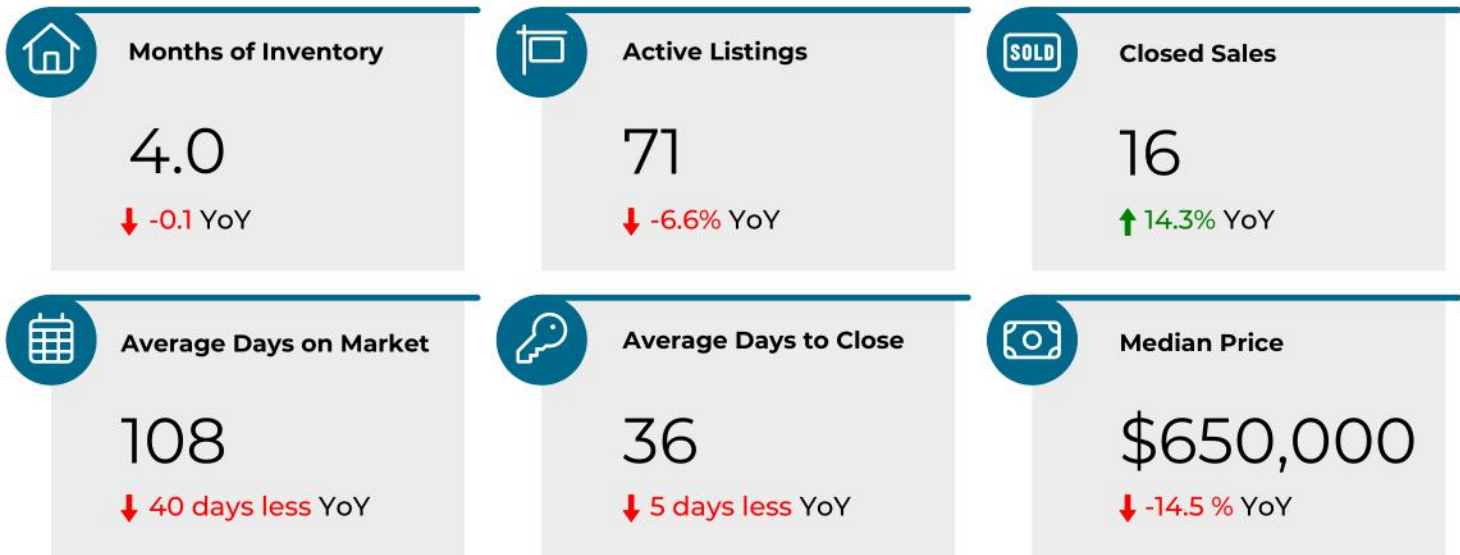 Months of Inventory
4.0
-0.1 YoY
Active Listings
71
-6.6% YoY
SOLD
Closed Sales
16
14.3% YoY
Average Days on Market
108
40 days less YoY
Average Days to Close
36
5 days less YoY
Median Price
$650,000
-14.5 % YoY